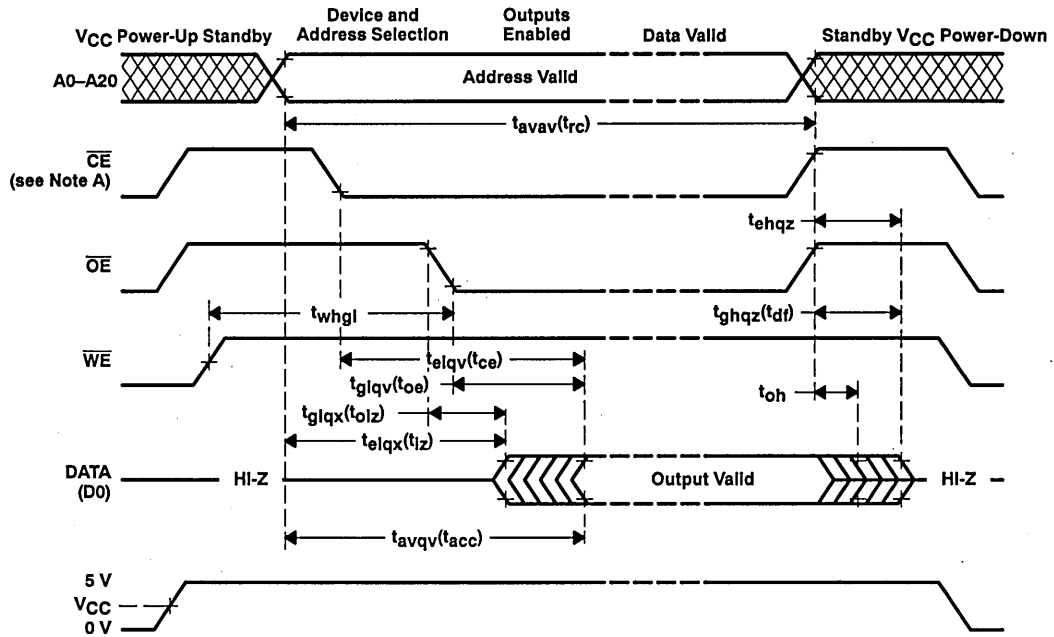 VCC Power-Up Standby
Device and
Address Selection
Outputs
Enabled
Data Valid
Standby VCC Power-Down
A0–A20
Address Valid
tavav(trc)
CE
(see Note A)
tehqz
OE
twhgl
tghqz(tdf)
WE
telqv(tce)
tglqv(toe)
toh
tglqx(tolz)
telqx(tlz)
DATA
(D0)
HI-Z
Output Valid
HI-Z
tavqv(tacc)
5 V
VCC
0 V